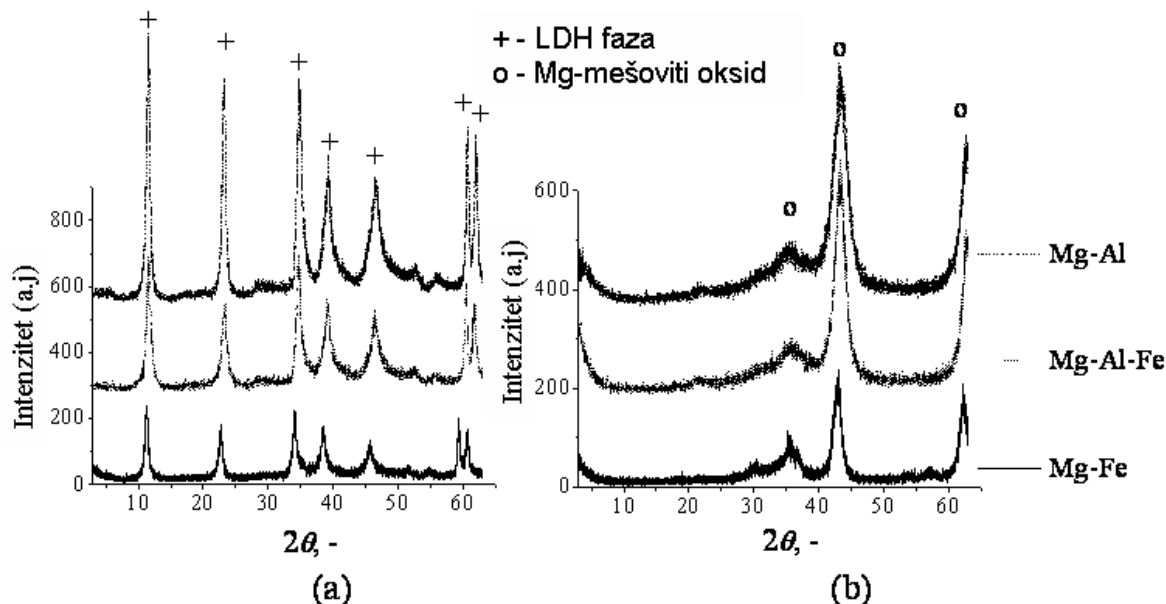 + - LDH faza
o - Mg-mešoviti oksid
Intenzitet (a.j)
800
600
400
200
0
10 20 30 40 50 60
2θ, -
(a)
Intenzitet (a.j)
600
400
200
0
10 20 30 40 50 60
2θ, -
(b)
Mg-Al
Mg-Al-Fe
Mg-Fe